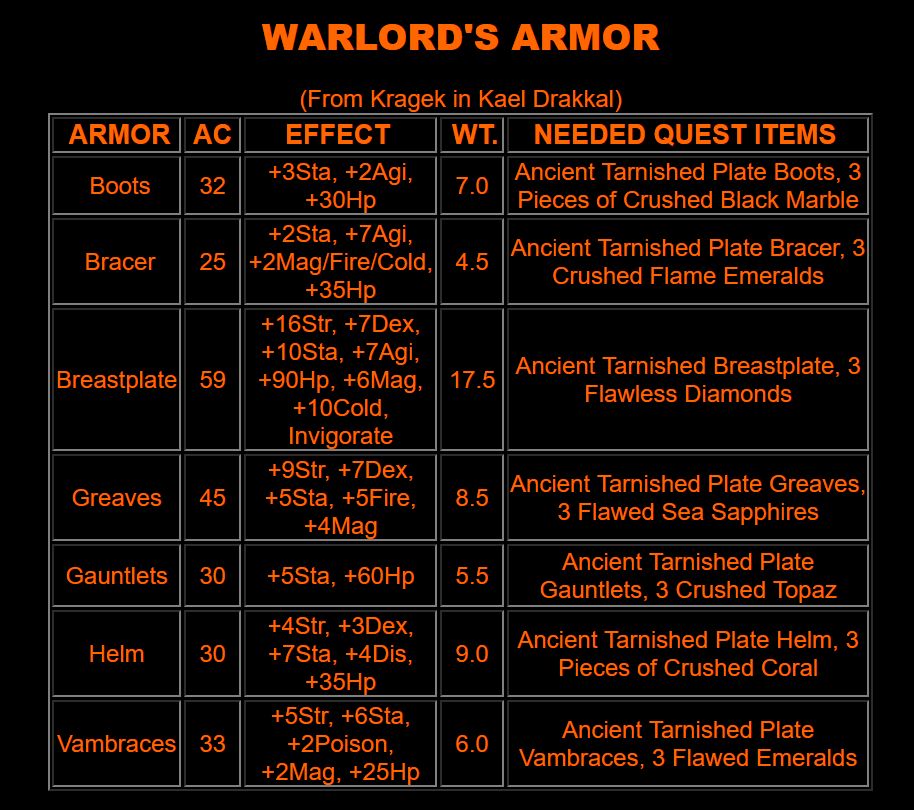 WARLORD'S ARMOR
(From Kragek in Kael Drakkal)
ARMOR AC EFFECT WT. NEEDED QUEST ITEMS
Boots 32 +3Sta, +2Agi, +30Hp 7.0 Ancient Tarnished Plate Boots, 3 Pieces of Crushed Black Marble
Bracer 25 +2Sta, +7Agi, +2Mag/Fire/Cold, +35Hp 4.5 Ancient Tarnished Plate Bracer, 3 Crushed Flame Emeralds
Breastplate 59 +16Str, +7Dex, +10Sta, +7Agi, +90Hp, +6Mag, +10Cold, Invigorate 17.5 Ancient Tarnished Breastplate, 3 Flawless Diamonds
Greaves 45 +9Str, +7Dex, +5Sta, +5Fire, +4Mag 8.5 Ancient Tarnished Plate Greaves, 3 Flawed Sea Sapphires
Gauntlets 30 +5Sta, +60Hp 5.5 Ancient Tarnished Plate Gauntlets, 3 Crushed Topaz
Helm 30 +4Str, +3Dex, +7Sta, +4Dis, +35Hp 9.0 Ancient Tarnished Plate Helm, 3 Pieces of Crushed Coral
Vambraces 33 +5Str, +6Sta, +2Poison, +2Mag, +25Hp 6.0 Ancient Tarnished Plate Vambraces, 3 Flawed Emeralds